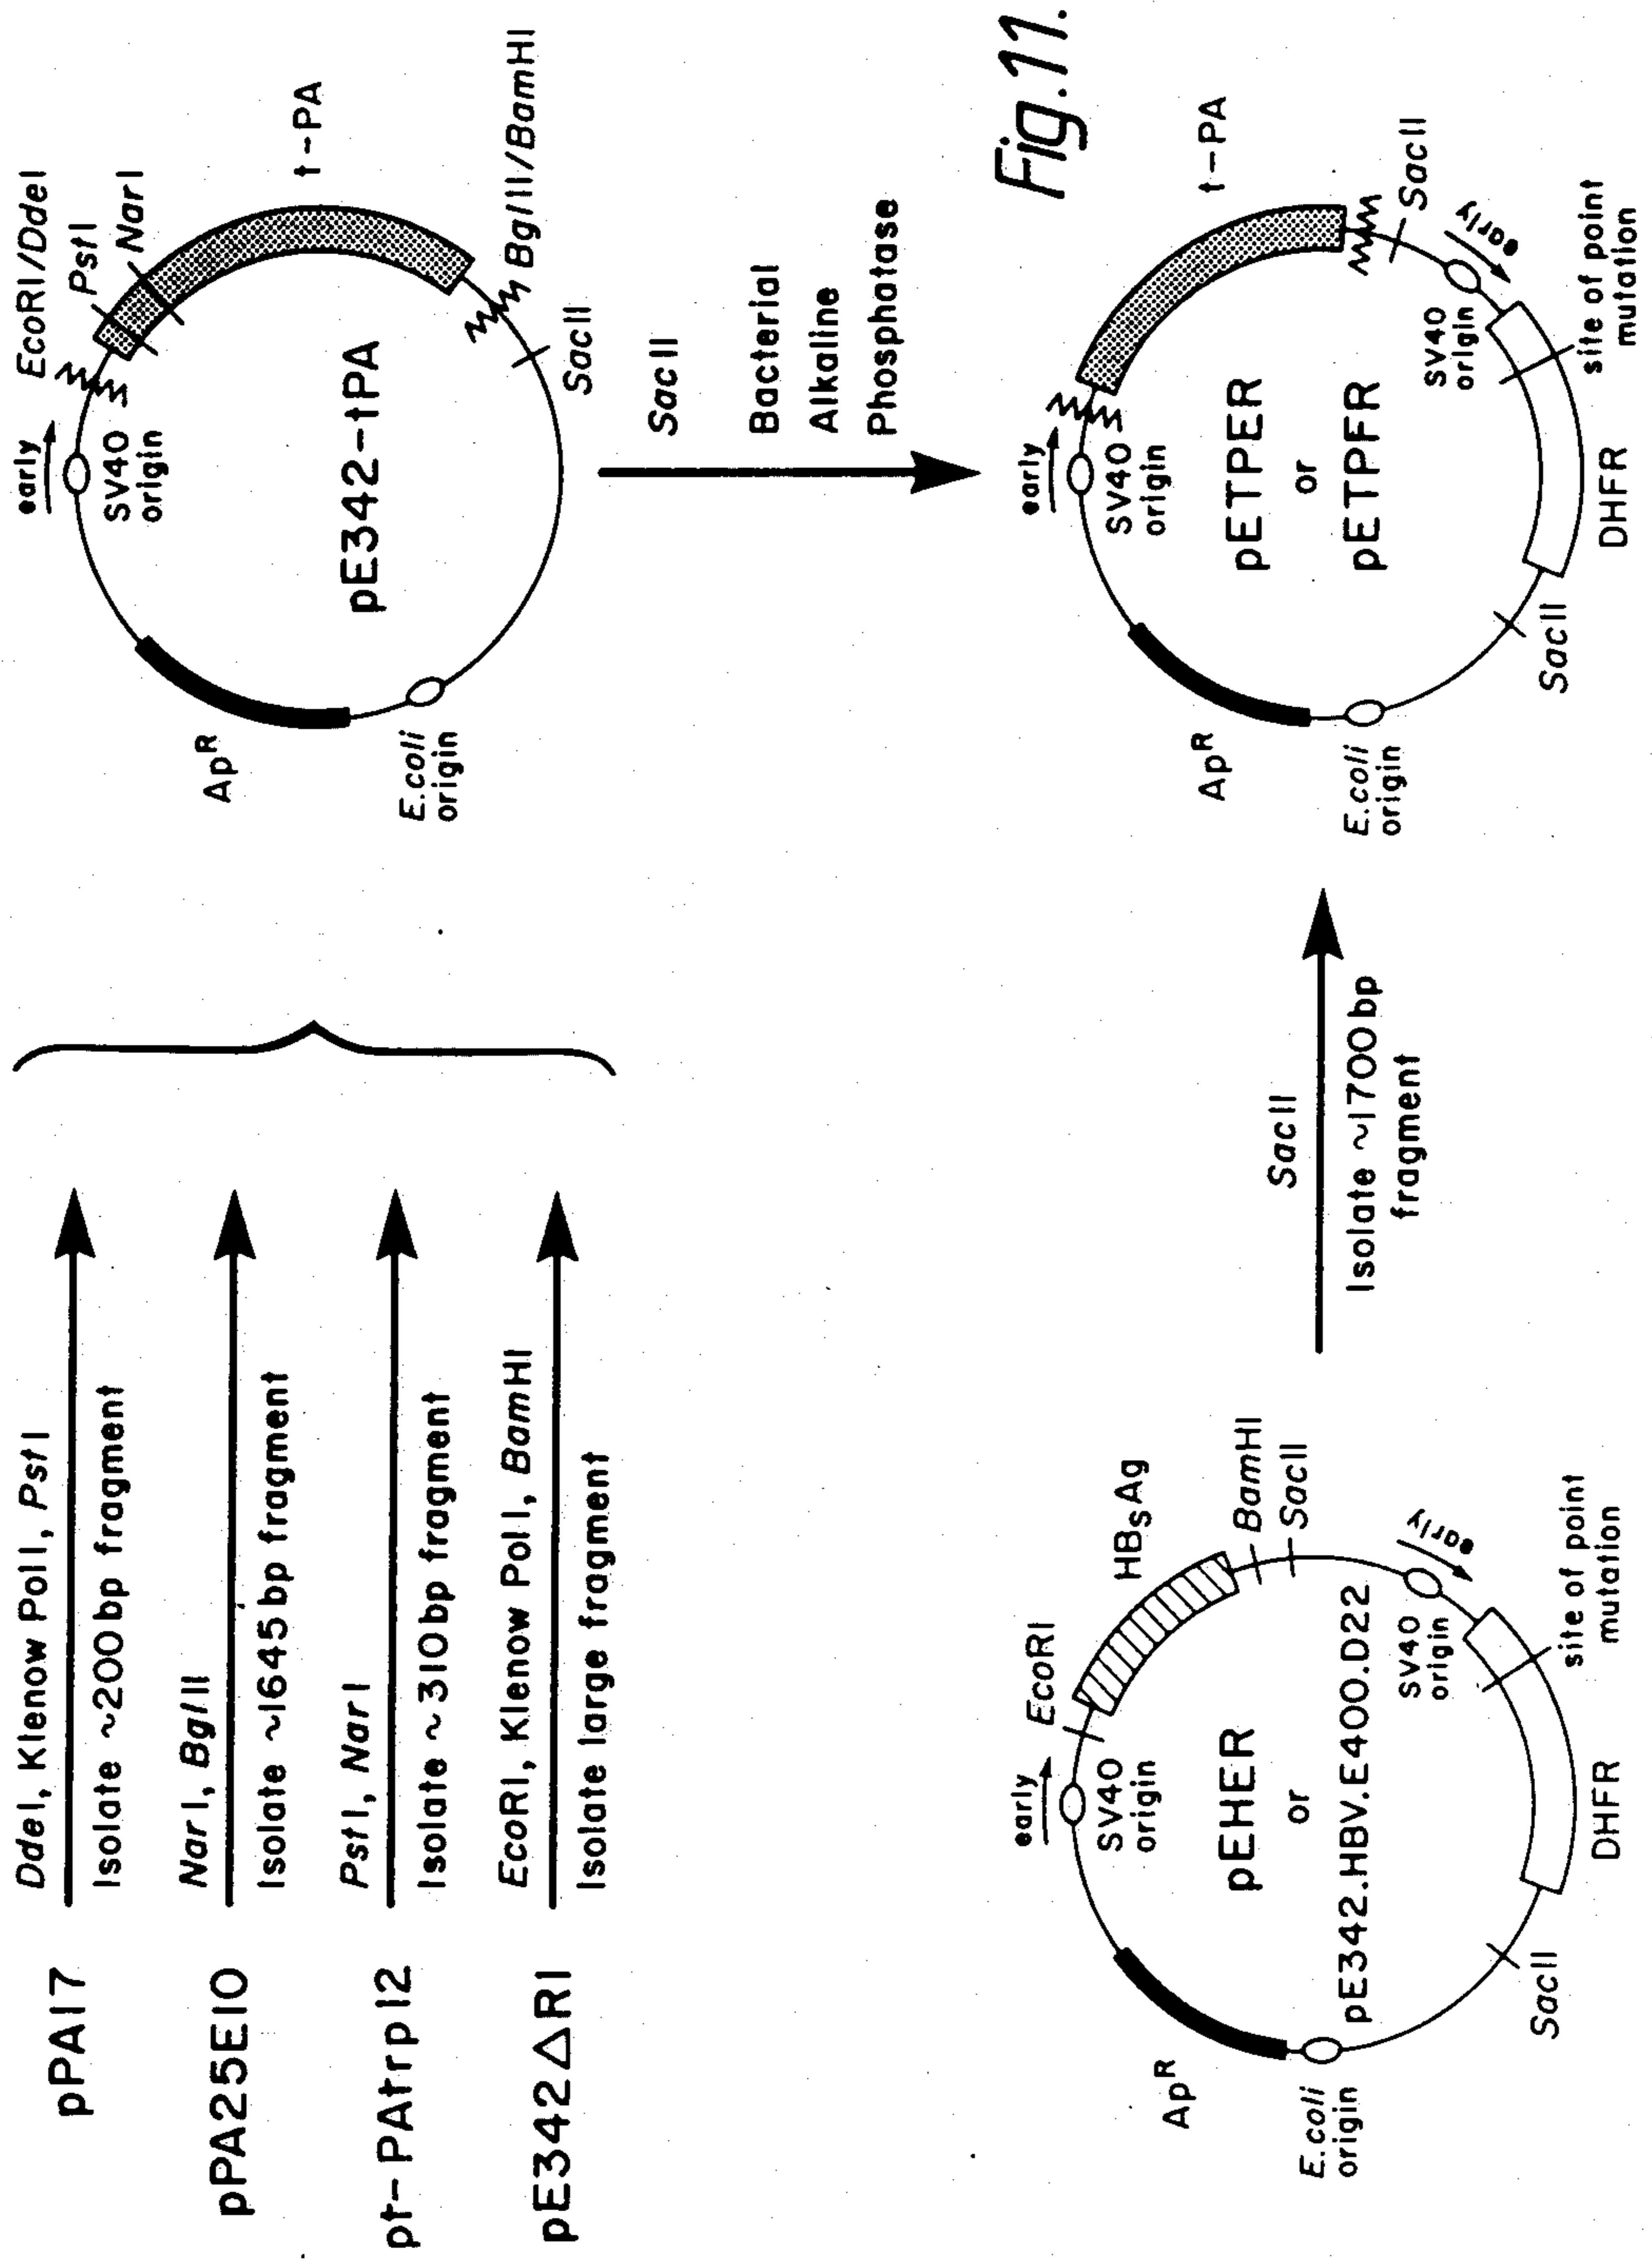 pPA17
DdeI, Klenow PolI, PstI
Isolate ~200bp fragment
pPA25E10
NarI, BglII
Isolate ~1645bp fragment
pt-PAtrp12
PstI, NarI
Isolate ~310bp fragment
pE342ΔR1
EcoRI, Klenow PolI, BamHI
Isolate large fragment
early
SV40
origin
EcoRI/DdeI
PstI
NarI
t-PA
BglII/BamHI
SacII
E.coli
origin
ApR
pE342-tPA
SacII
Bacterial
Alkaline
Phosphatase
early
SV40
origin
EcoRI
HBsAg
BamHI
SacII
early
SV40
origin
site of point
mutation
DHFR
SacII
E.coli
origin
ApR
pEHER
or
pE342.HBV.E400.D22
SacII
Isolate ~1700bp
fragment
early
SV40
origin
t-PA
SacII
early
SV40
origin
site of point
mutation
DHFR
SacII
E.coli
origin
ApR
pETPER
or
pETPFR
Fig.11.